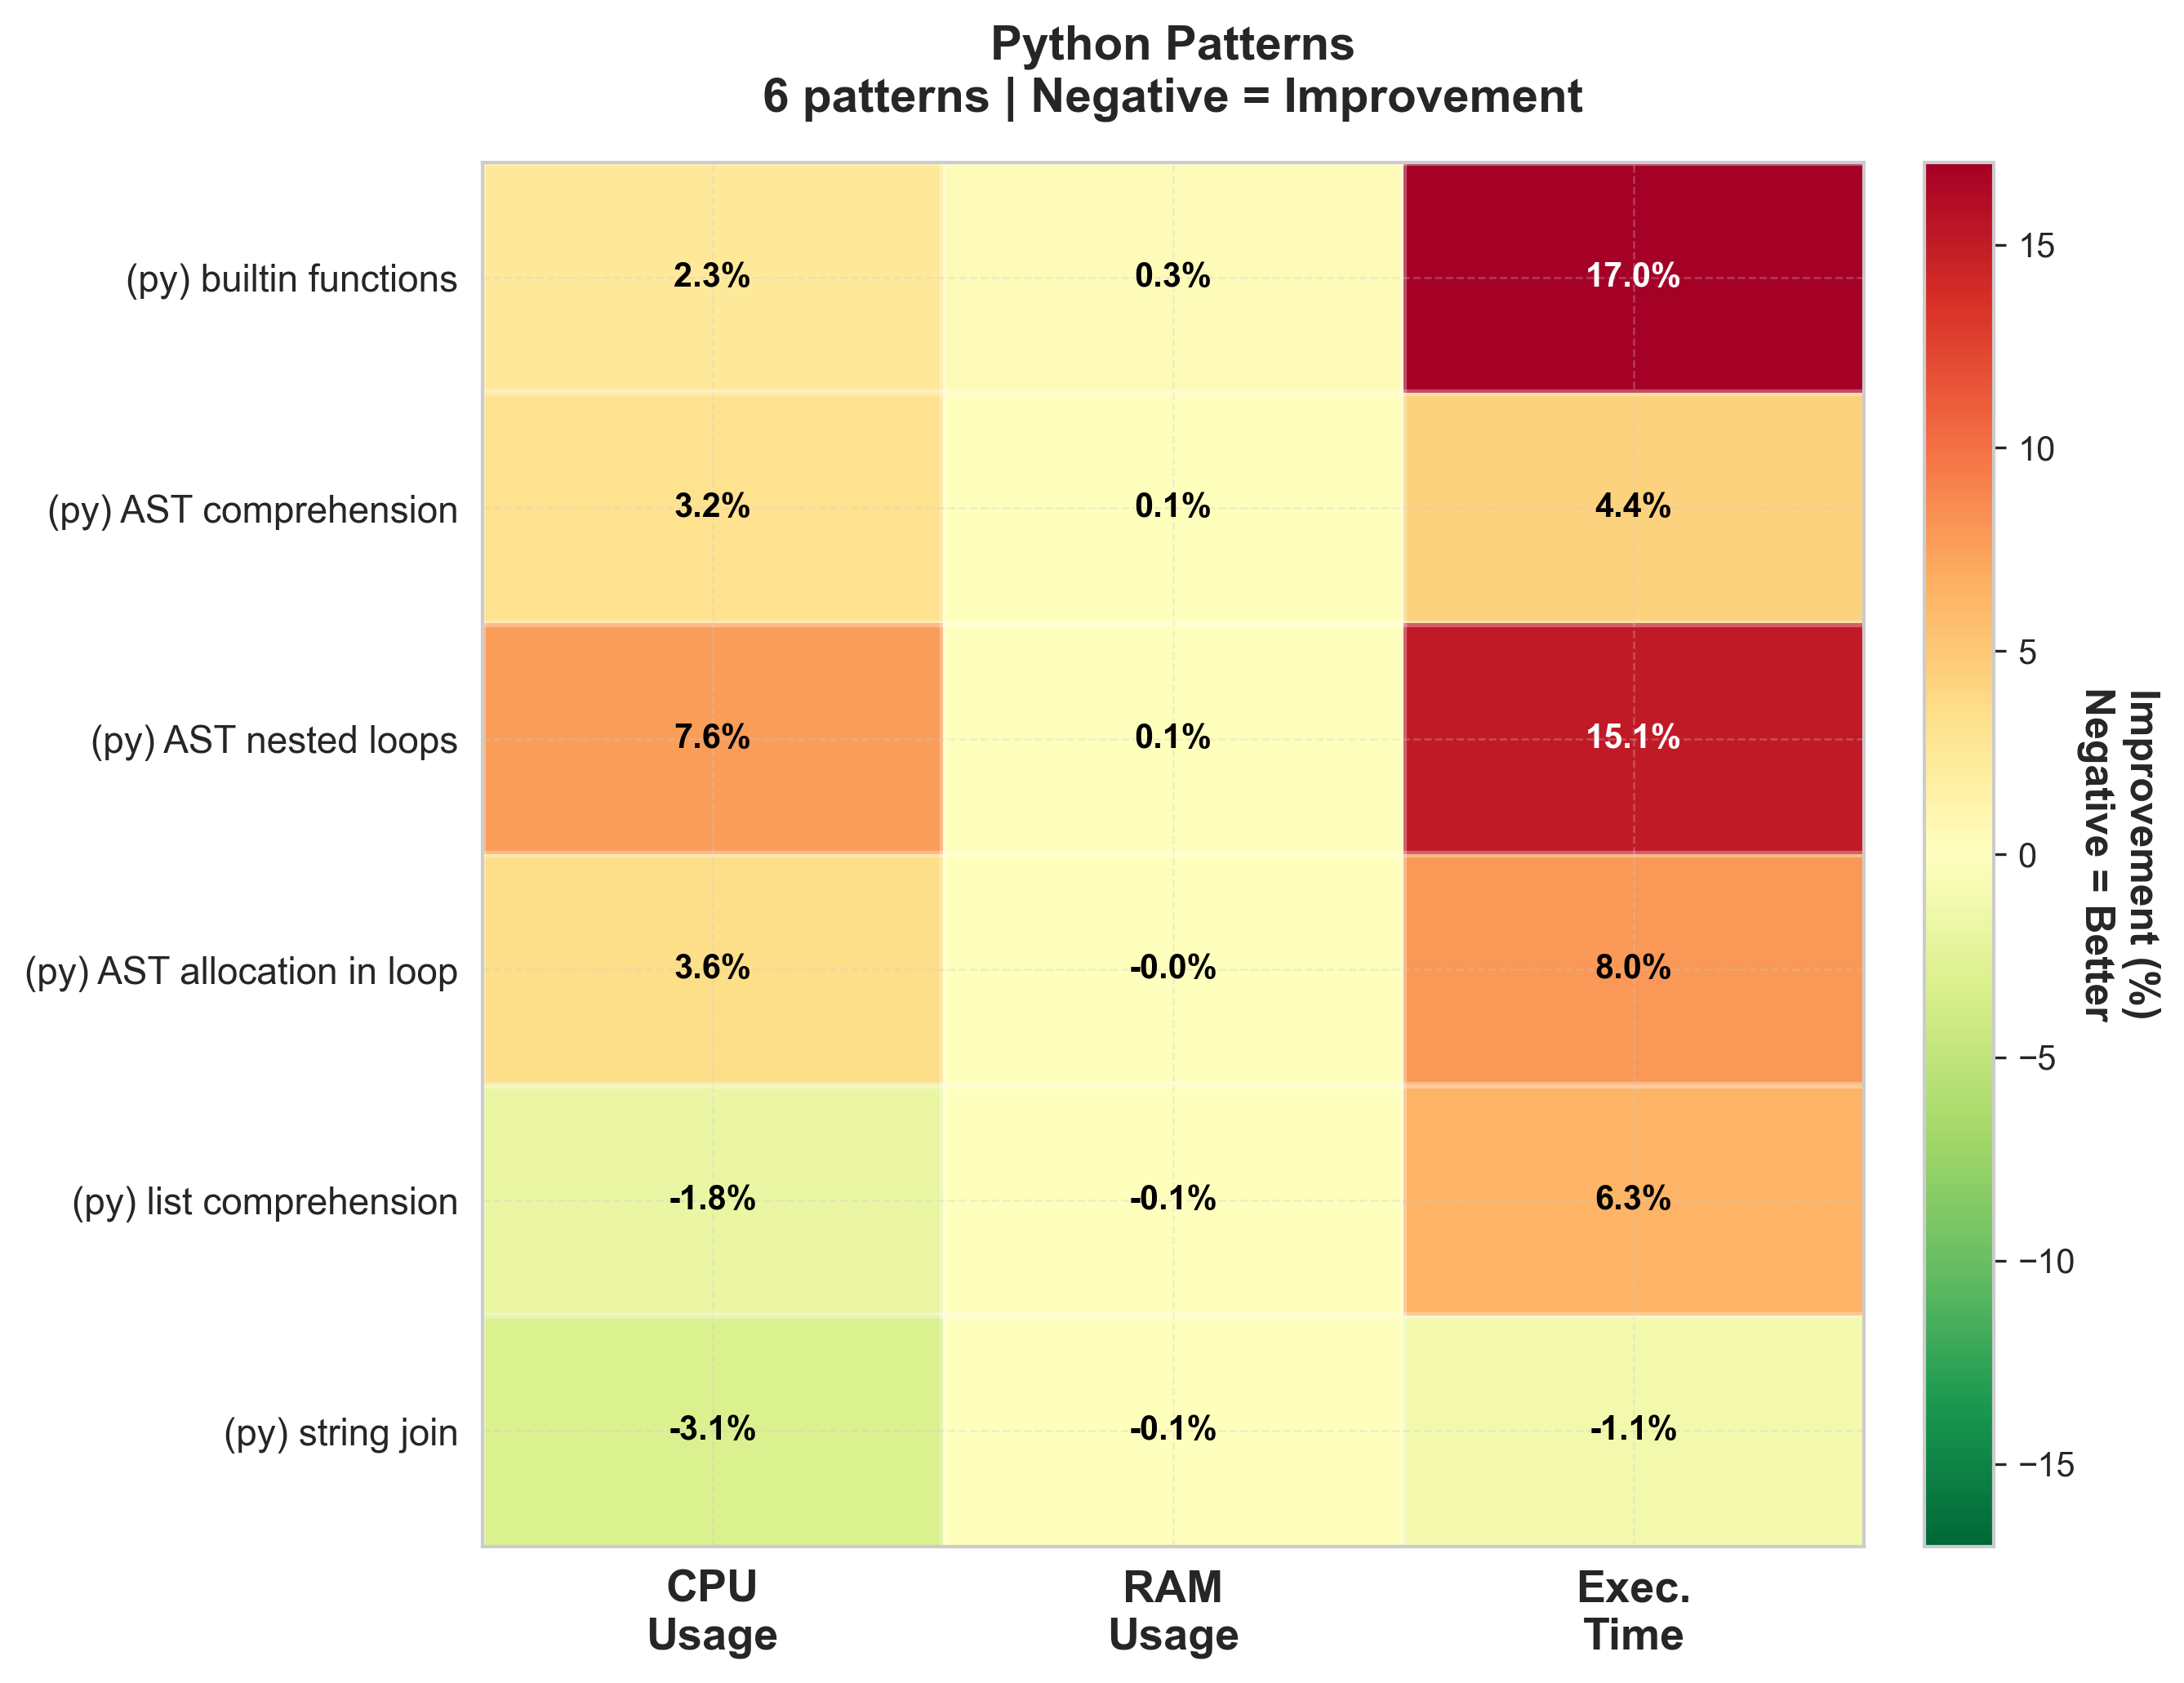 Python Patterns
6 patterns | Negative = Improvement
(py) builtin functions
2.3%
0.3%
17.0%
(py) AST comprehension
3.2%
0.1%
4.4%
(py) AST nested loops
7.6%
0.1%
15.1%
(py) AST allocation in loop
3.6%
-0.0%
8.0%
(py) list comprehension
-1.8%
-0.1%
6.3%
(py) string join
-3.1%
-0.1%
-1.1%
CPU
Usage
RAM
Usage
Exec.
Time
15
10
5
0
−5
−10
−15
Improvement (%)
Negative = Better